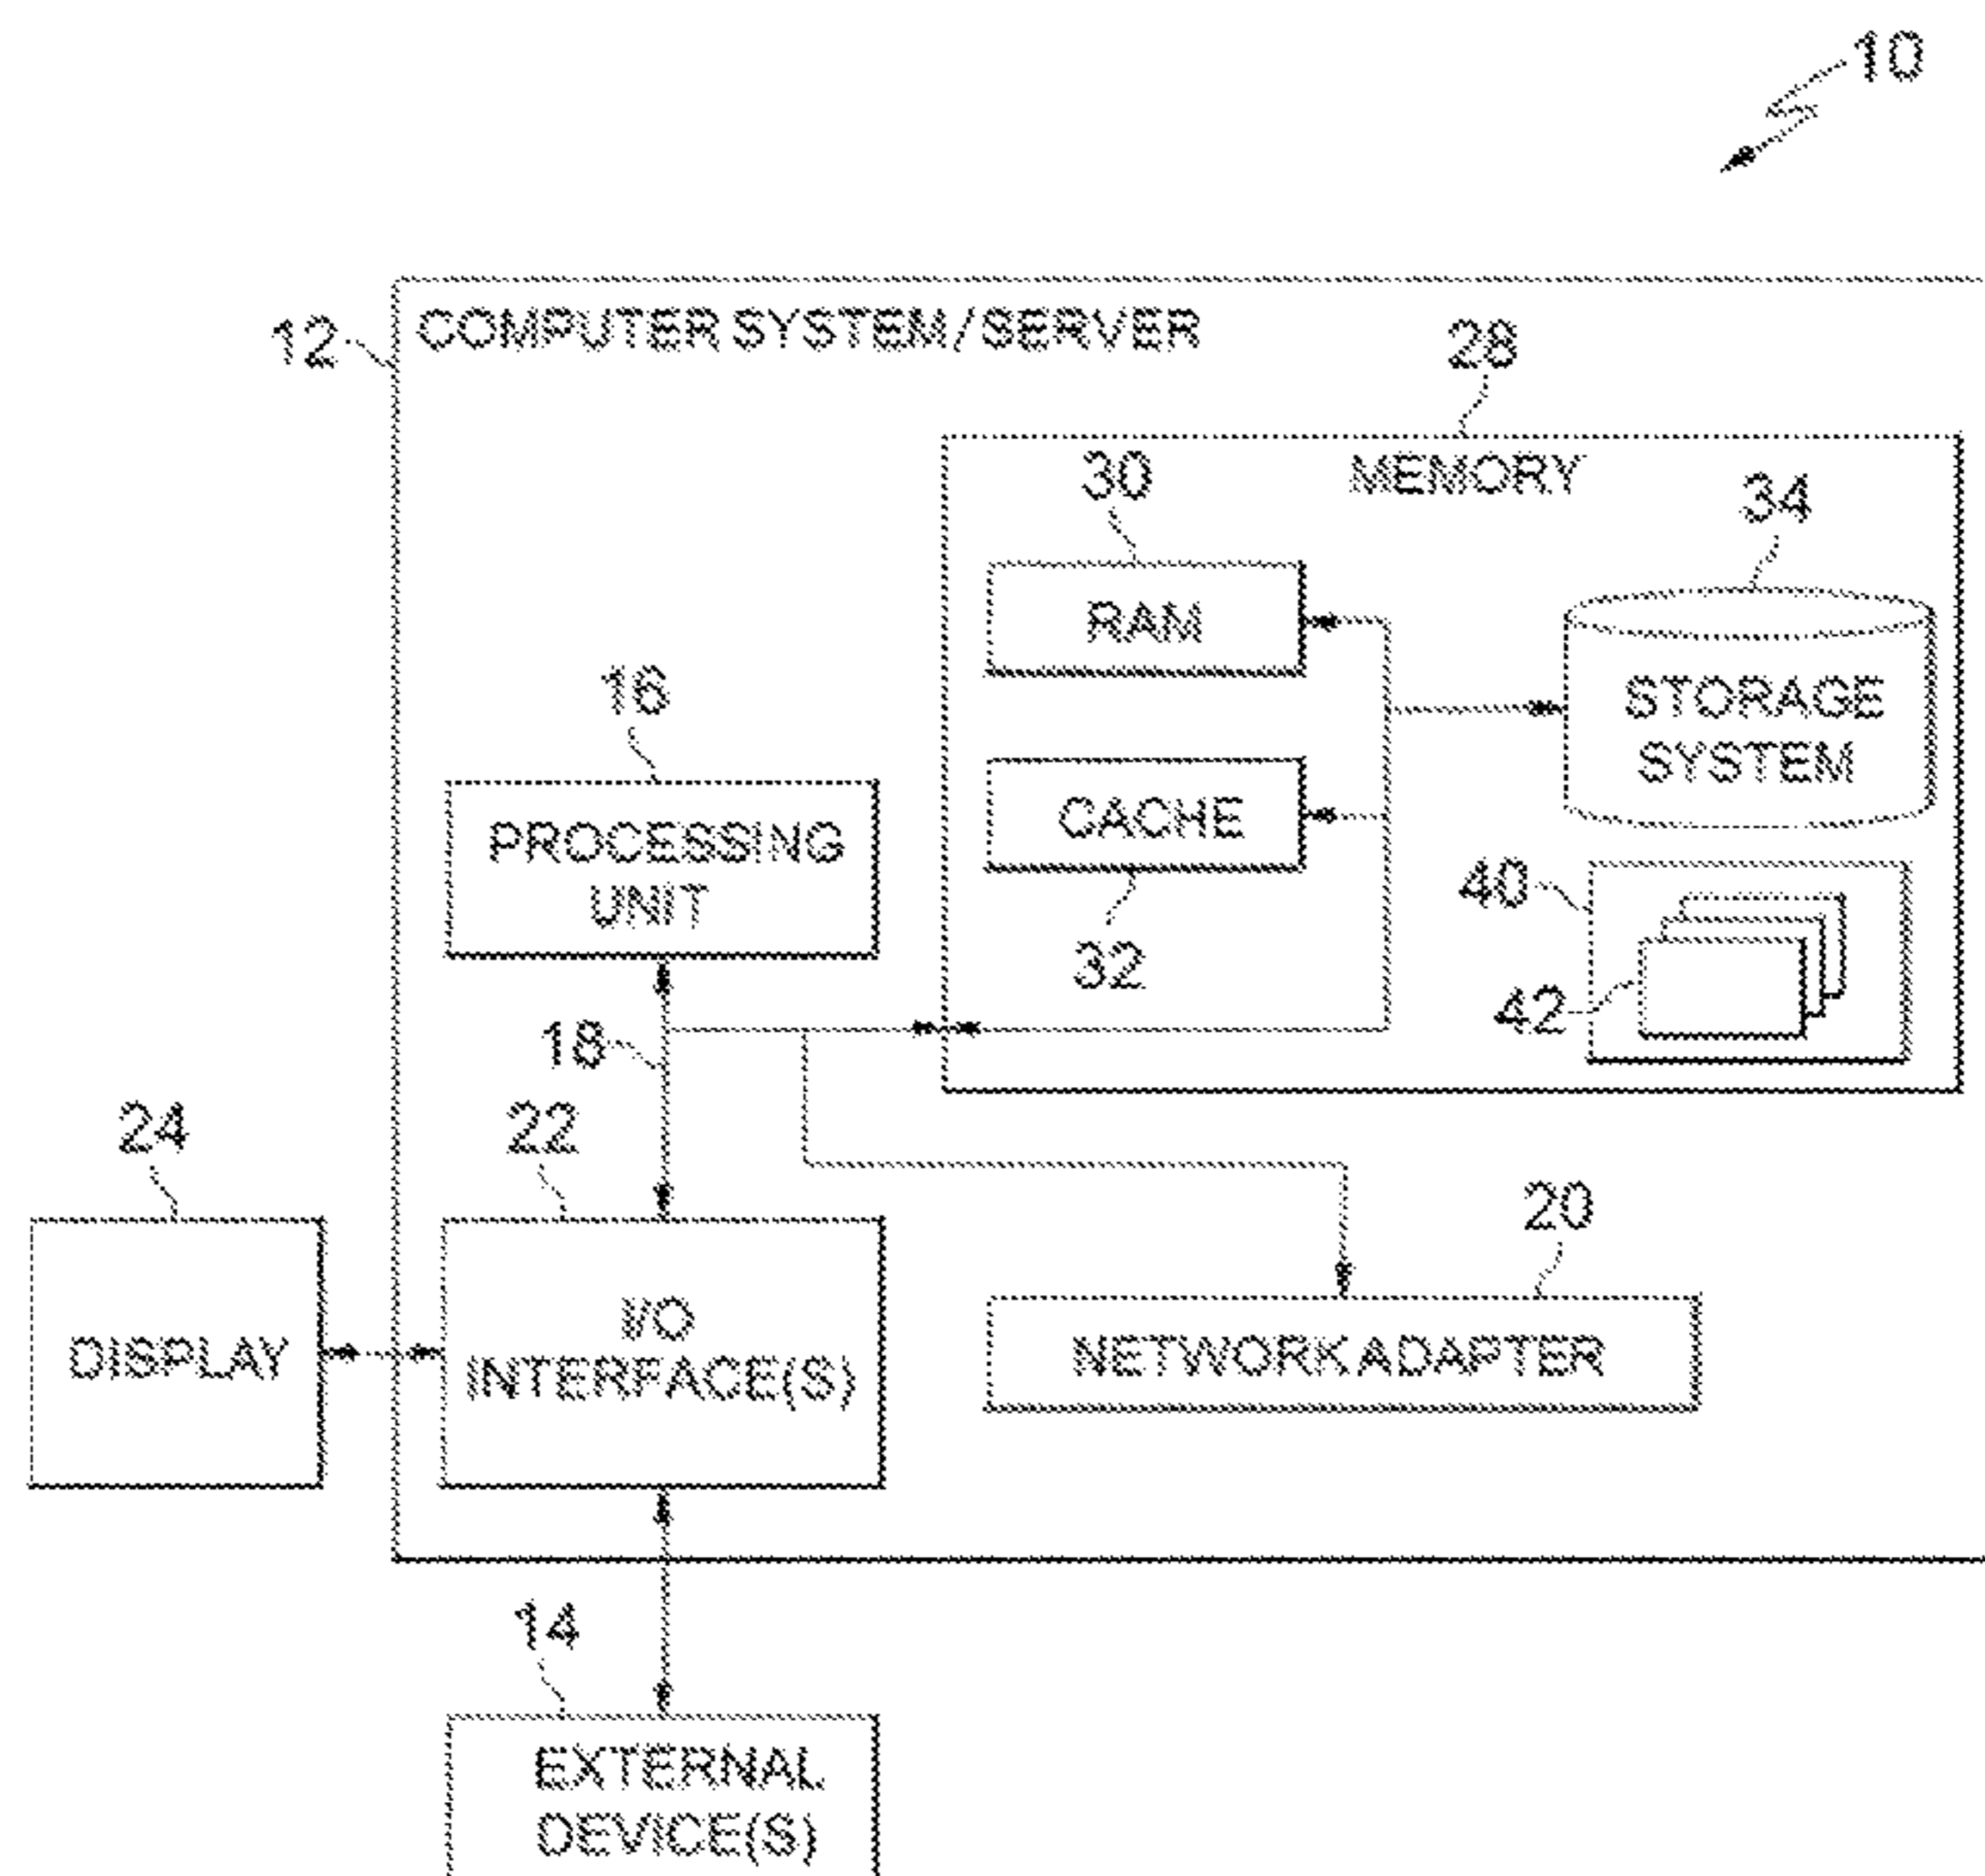 10
12
COMPUTER SYSTEM / SERVER
28
MEMORY
30
34
RAM
STORAGE
SYSTEM
16
CACHE
PROCESSING
UNIT
32
40
42
18
24
22
20
DISPLAY
I/O
INTERFACE(S)
NETWORK ADAPTER
14
EXTERNAL
DEVICE(S)